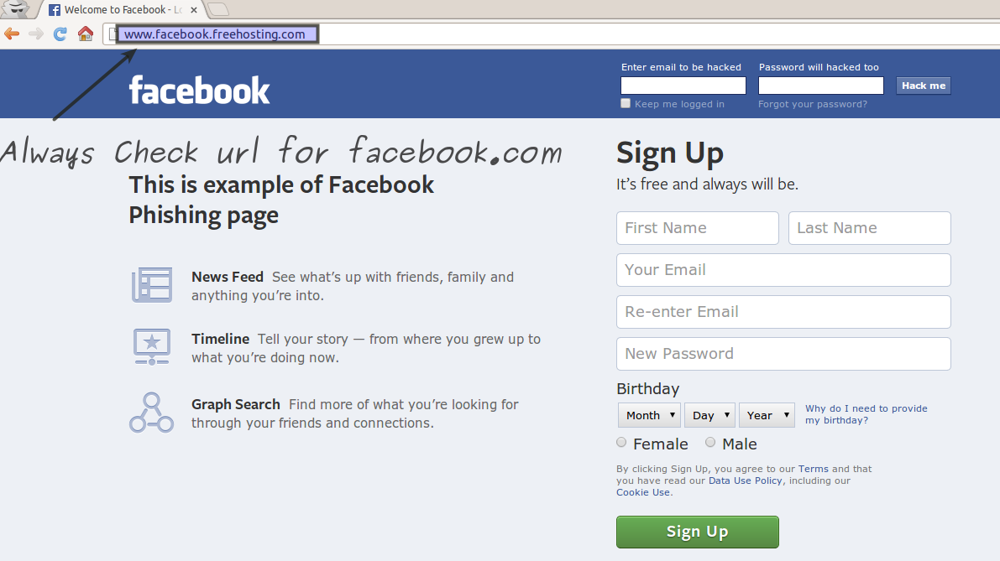 Welcome to Facebook - Lo
www.facebook.freehosting.com
facebook
Enter email to be hacked
Password will hacked too
Hack me
Keep me logged in
Forgot your password?
Always Check url for facebook.com
This is example of Facebook
Phishing page
News Feed See what's up with friends, family and
anything you're into.
Timeline Tell your story — from where you grew up to
what you're doing now.
Graph Search Find more of what you're looking for
through your friends and connections.
Sign Up
It's free and always will be.
First Name
Last Name
Your Email
Re-enter Email
New Password
Birthday
Month
Day
Year
Why do I need to provide
my birthday?
Female
Male
By clicking Sign Up, you agree to our Terms and that
you have read our Data Use Policy, including our
Cookie Use.
Sign Up